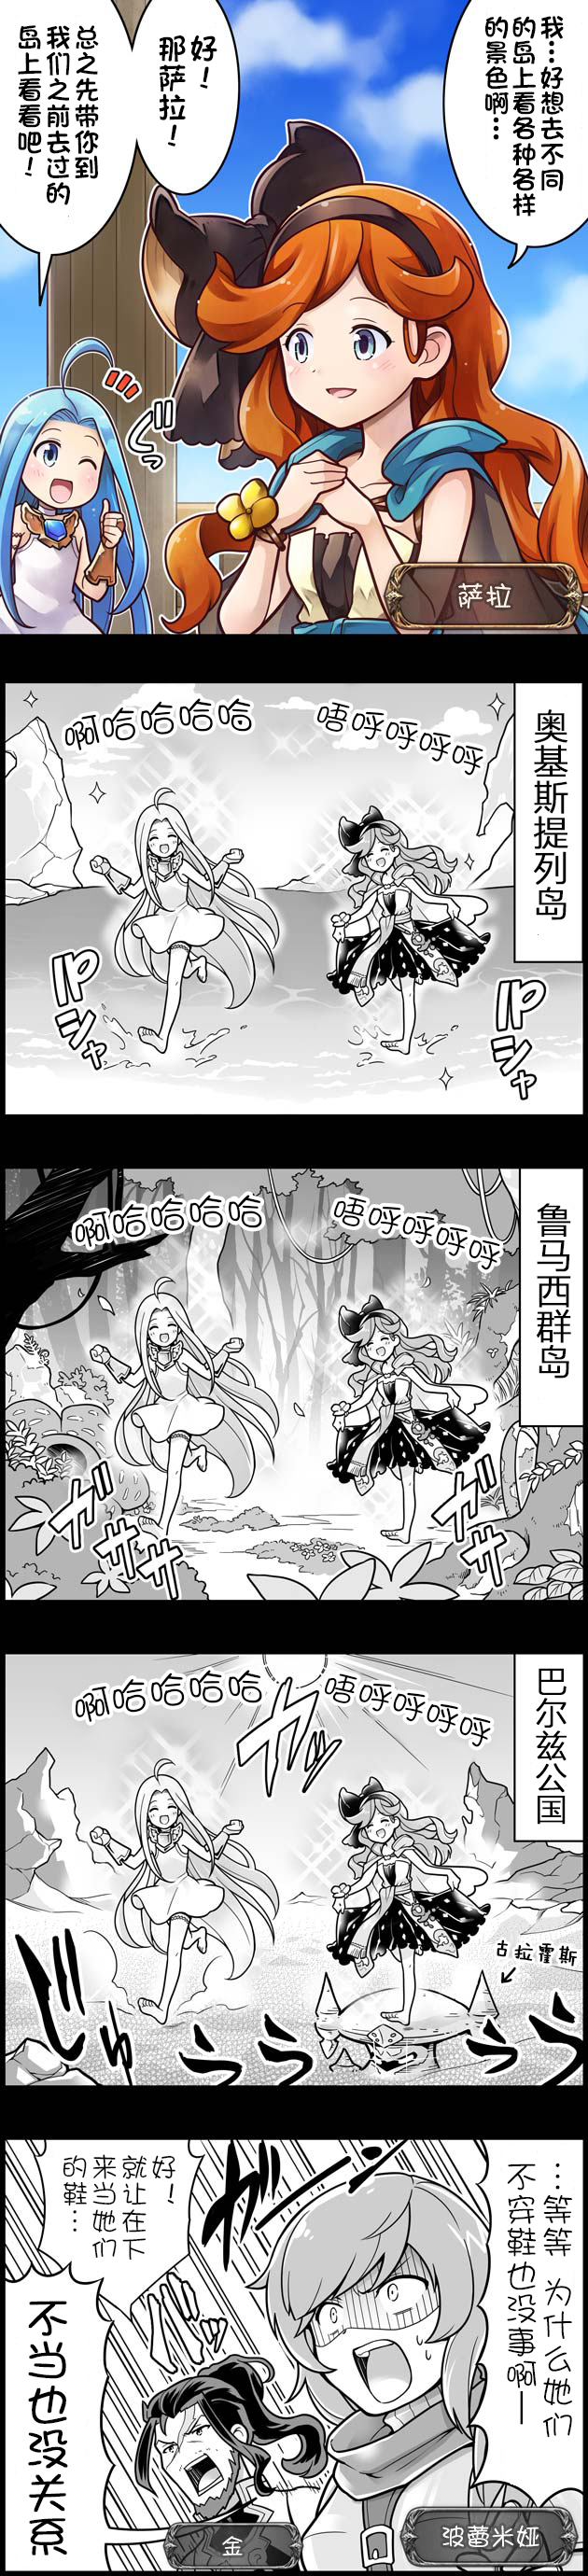 我…好想去不同
的岛上看各种各样
的景色啊…
好！
那萨拉！
总之先带你到
我们之前去过的
岛上看看吧！
萨拉
奥基斯提列岛
唔呼呼呼呼
啊哈哈哈哈
パシャ
パシャ
鲁马西群岛
唔呼呼呼呼
啊哈哈哈哈
ガサ
ガササ
巴尔兹公国
唔呼呼呼呼
啊哈哈哈哈
カッ
古拉霍斯
じゅううう
…等等 为什么她们
不穿鞋也没事啊—
ガーン
好！
就让在下
来当她们
的鞋…
不当也没关系
金
波蕾米娅